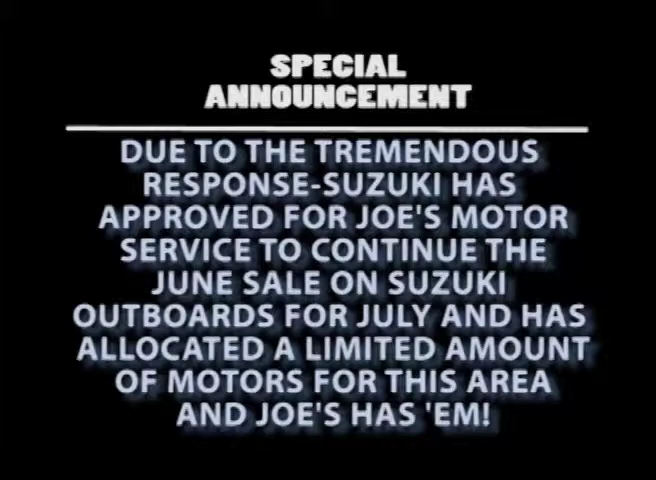 SPECIAL
ANNOUNCEMENT
DUE TO THE TREMENDOUS
RESPONSE-SUZUKI HAS
APPROVED FOR JOE'S MOTOR
SERVICE TO CONTINUE THE
JUNE SALE ON SUZUKI
OUTBOARDS FOR JULY AND HAS
ALLOCATED A LIMITED AMOUNT
OF MOTORS FOR THIS AREA
AND JOE'S HAS 'EM!